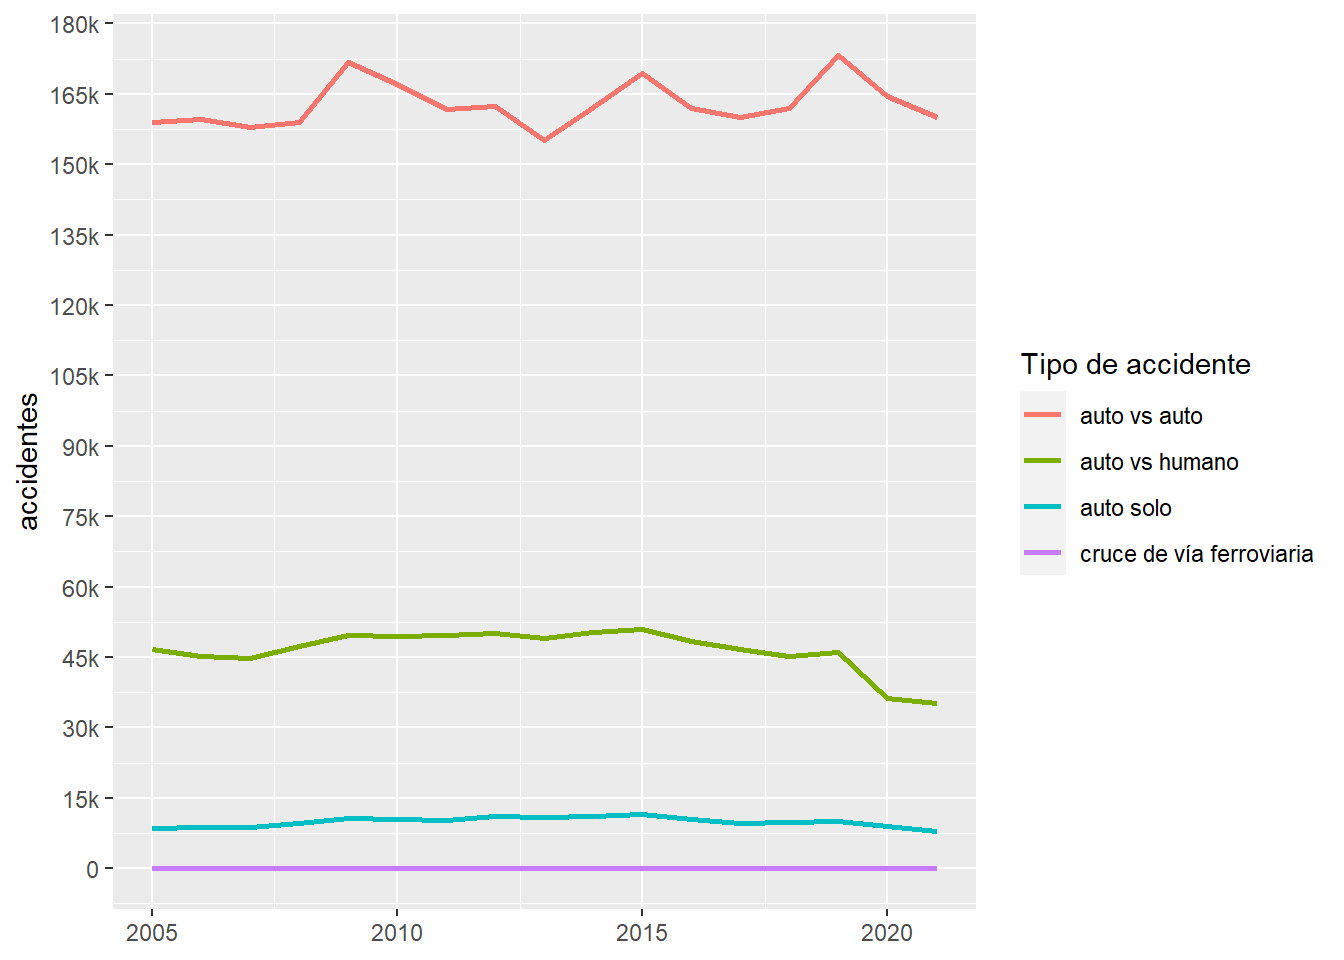 180k
165k
150k
135k
120k
105k
90k
75k
60k
45k
30k
15k
0
accidentes
2005 2010 2015 2020
Tipo de accidente
auto vs auto
auto vs humano
auto solo
cruce de vía ferroviaria